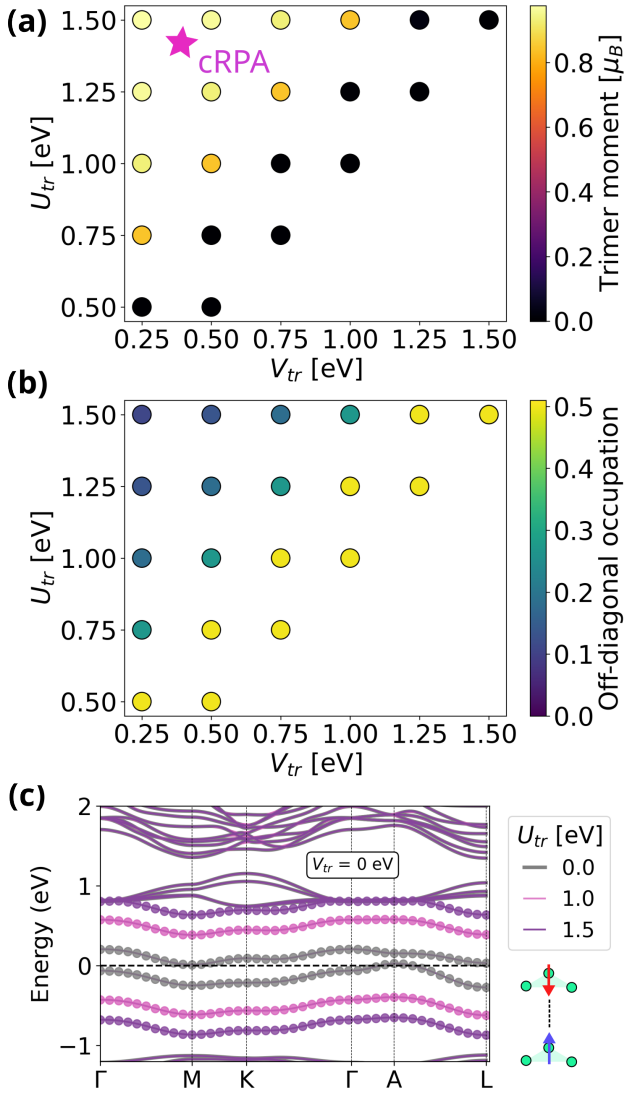 (a)
1.50
1.25
1.00
0.75
0.50
U_tr [eV]
cRPA
0.25 0.50 0.75 1.00 1.25 1.50
V_tr [eV]
0.8
0.6
0.4
0.2
0.0
Trimer moment [μ_B]
(b)
1.50
1.25
1.00
0.75
0.50
U_tr [eV]
0.25 0.50 0.75 1.00 1.25 1.50
V_tr [eV]
0.5
0.4
0.3
0.2
0.1
0.0
Off-diagonal occupation
(c)
2
1
0
−1
Energy (eV)
V_tr = 0 eV
Γ M K Γ A L
U_tr [eV]
0.0
1.0
1.5